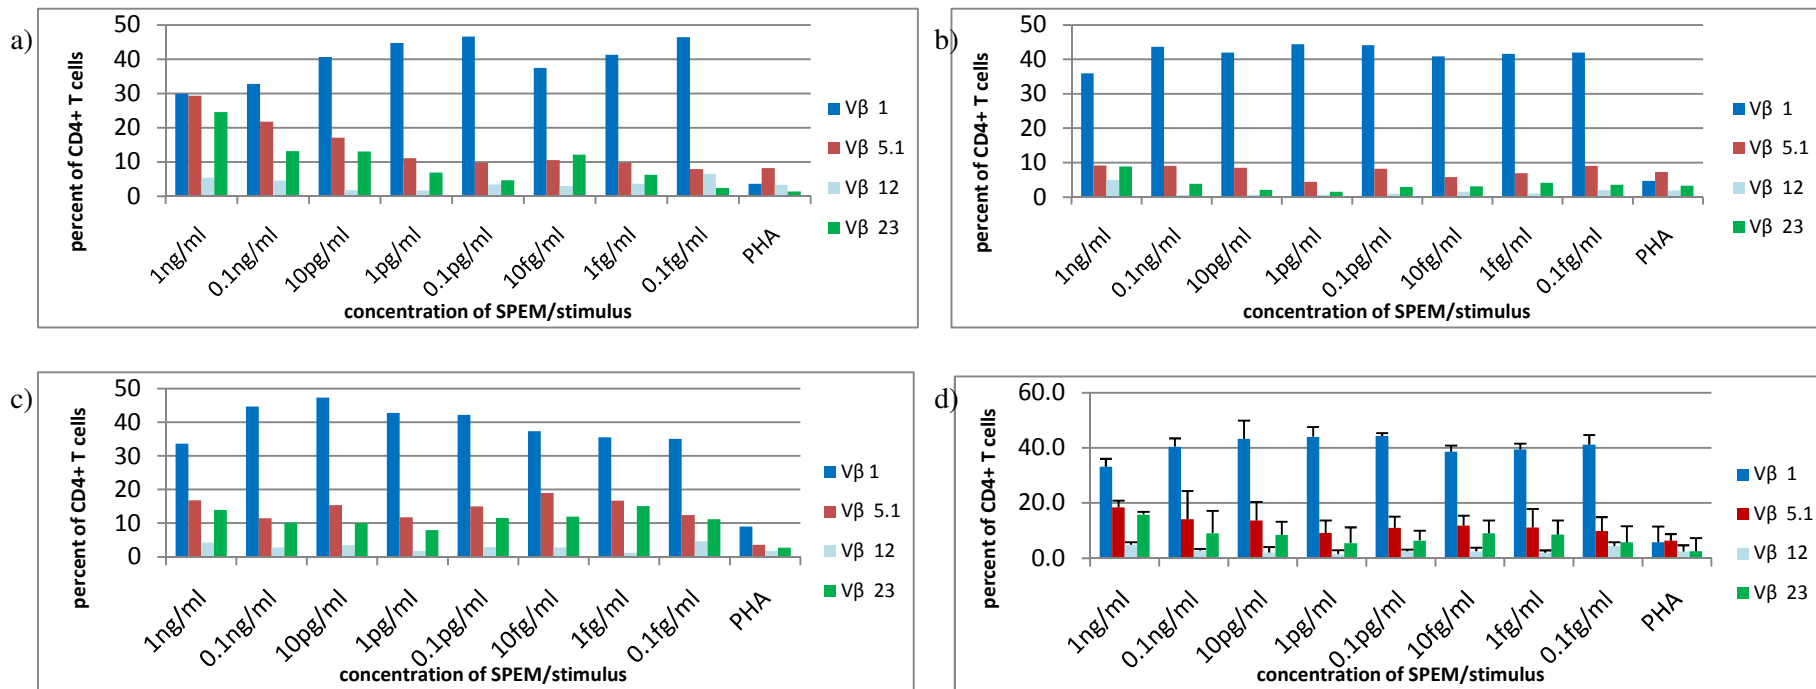 a)
percent of CD4+ T cells
50
40
30
20
10
0
1ng/ml
0.1ng/ml
10pg/ml
1pg/ml
0.1pg/ml
10fg/ml
1fg/ml
0.1fg/ml
PHA
concentration of SPEM/stimulus
Vβ 1
Vβ 5.1
Vβ 12
Vβ 23
b)
percent of CD4+ T cells
50
40
30
20
10
0
1ng/ml
0.1ng/ml
10pg/ml
1pg/ml
0.1pg/ml
10fg/ml
1fg/ml
0.1fg/ml
PHA
concentration of SPEM/stimulus
Vβ 1
Vβ 5.1
Vβ 12
Vβ 23
c)
percent of CD4+ T cells
50
40
30
20
10
0
1ng/ml
0.1ng/ml
10pg/ml
1pg/ml
0.1pg/ml
10fg/ml
1fg/ml
0.1fg/ml
PHA
concentration of SPEM/stimulus
Vβ 1
Vβ 5.1
Vβ 12
Vβ 23
d)
percent of CD4+ T cells
60.0
40.0
20.0
0.0
1ng/ml
0.1ng/ml
10pg/ml
1pg/ml
0.1pg/ml
10fg/ml
1fg/ml
0.1fg/ml
PHA
concentration of SPEM/stimulus
Vβ 1
Vβ 5.1
Vβ 12
Vβ 23